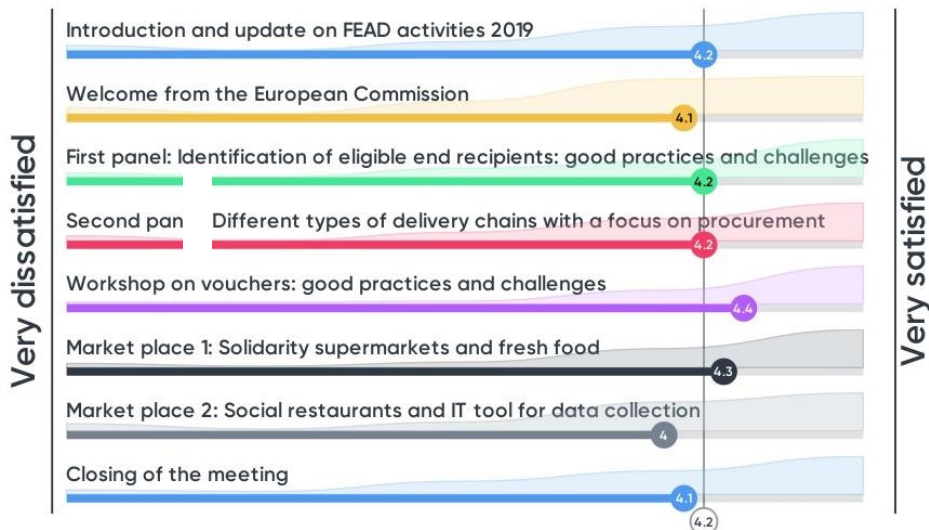 Very dissatisfied
Introduction and update on FEAD activities 2019
4.2
Welcome from the European Commission
4.1
First panel: Identification of eligible end recipients: good practices and challenges
4.2
Second pan Different types of delivery chains with a focus on procurement
4.2
Workshop on vouchers: good practices and challenges
4.4
Market place 1: Solidarity supermarkets and fresh food
4.3
Market place 2: Social restaurants and IT tool for data collection
4
Closing of the meeting
4.1
4.2
Very satisfied